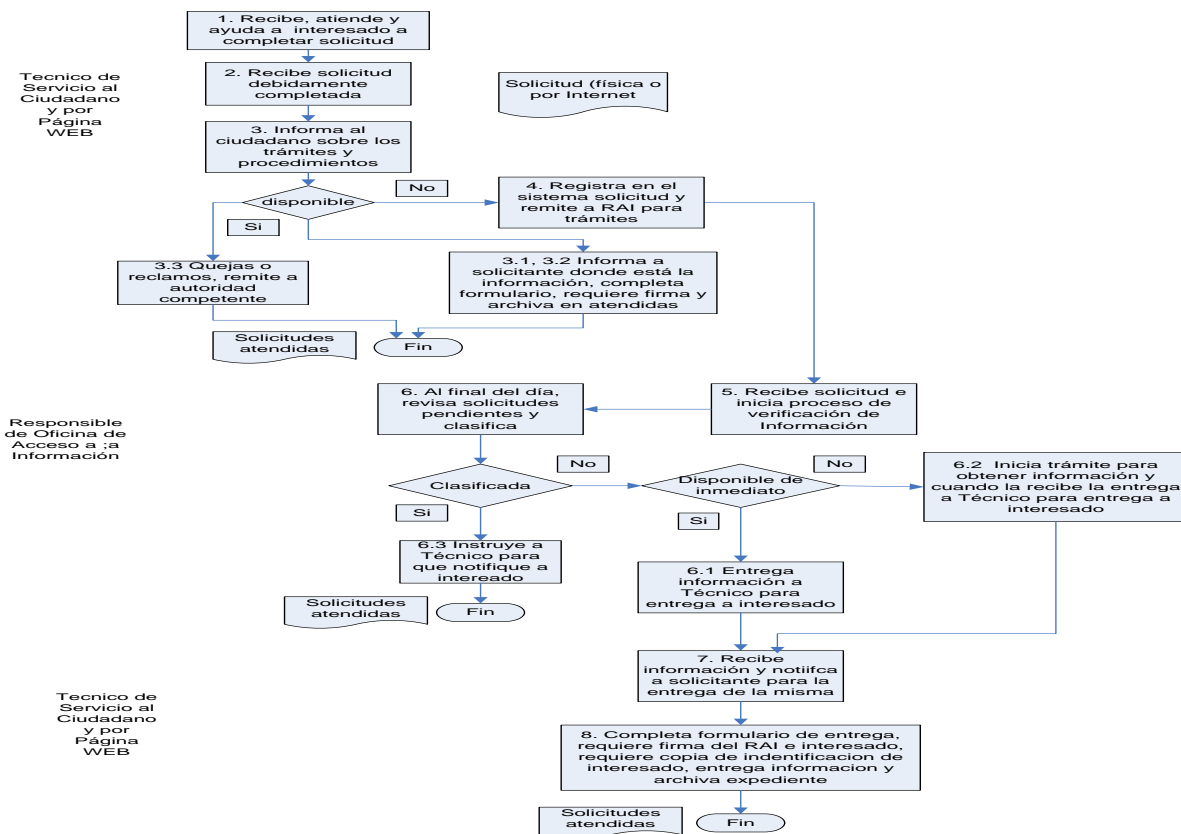 1. Recibe, atiende y
ayuda a interesado a
completar solicitud
Tecnico de
Servicio al
Ciudadano
y por
Página
WEB
2. Recibe solicitud
debidamente
completada
Solicitud (física o
por Internet
3. Informa al
ciudadano sobre los
trámites y
procedimientos
disponible
No
Si
4. Registra en el
sistema solicitud y
remite a RAI para
trámites
3.3 Quejas o
reclamos, remite a
autoridad
competente
3.1, 3.2 Informa a
solicitante donde está la
información, completa
formulario, requiere firma y
archiva en atendidas
Solicitudes
atendidas
Fin
Responsible
de Oficina de
Acceso a ;a
Información
6. Al final del día,
revisa solicitudes
pendientes y
clasifica
5. Recibe solicitud e
inicia proceso de
verificación de
Información
Clasificada
No
Si
Disponible de
inmediato
No
Si
6.2 Inicia trámite para
obtener información y
cuando la recibe la entrega
a Técnico para entrega a
interesado
6.3 Instruye a
Técnico para
que notifique a
intereado
6.1 Entrega
información a
Técnico para
entrega a interesado
Solicitudes
atendidas
Fin
Tecnico de
Servicio al
Ciudadano
y por
Página
WEB
7. Recibe
información y notiifca
a solicitante para la
entrega de la misma
8. Completa formulario de entrega,
requiere firma del RAI e interesado,
requiere copia de indentificacion de
interesado, entrega informacion y
archiva expediente
Solicitudes
atendidas
Fin